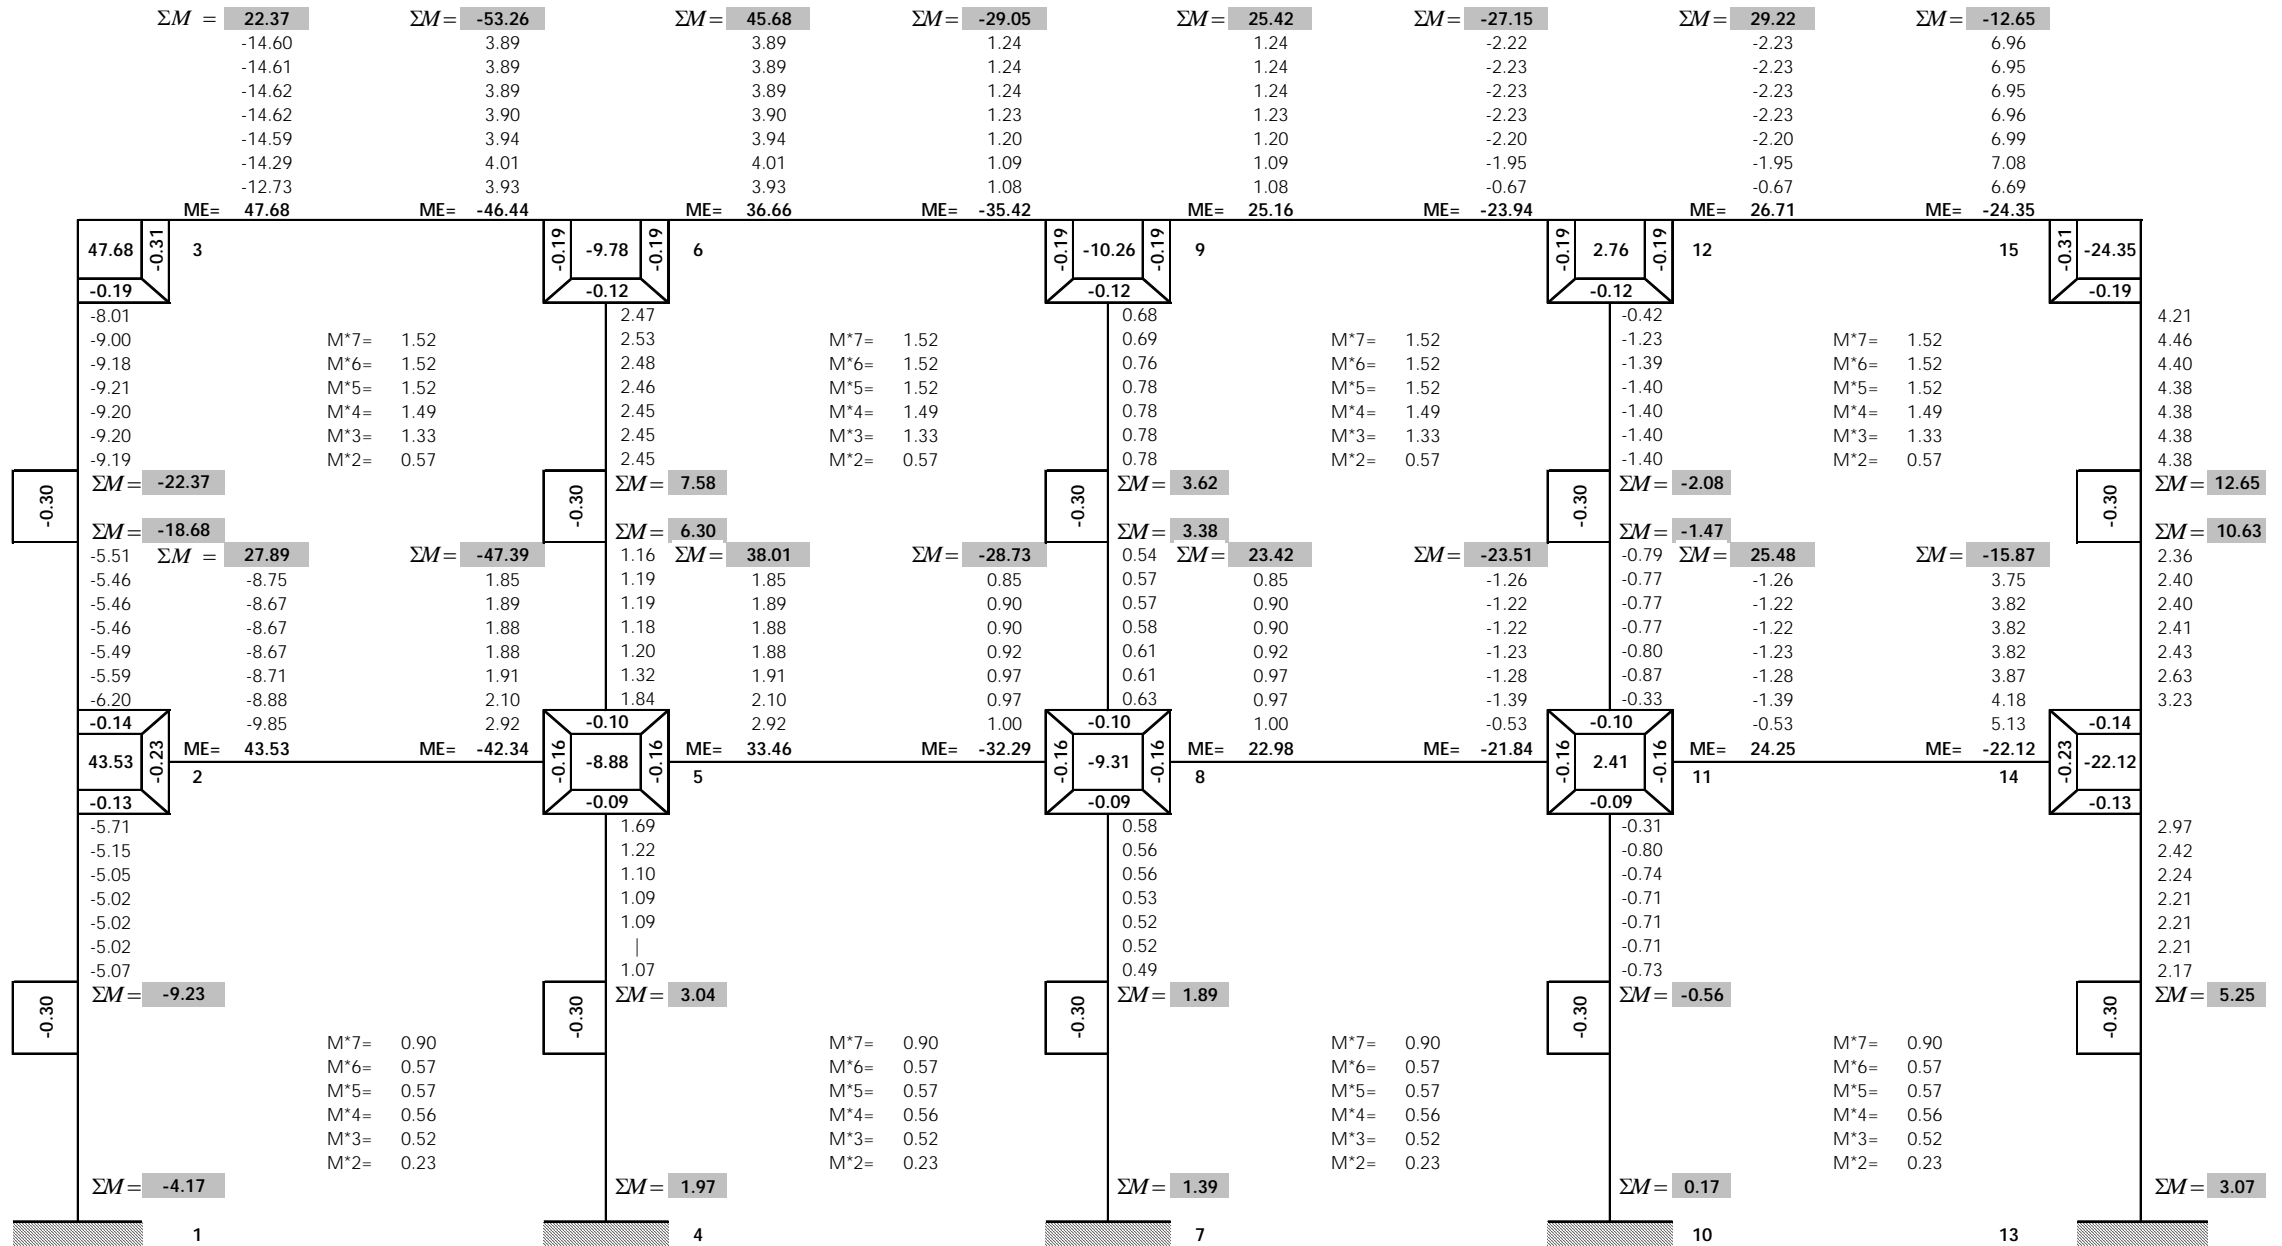 ΣM = 22.37 ΣM= -53.26 ΣM= 45.68 ΣM= -29.05 ΣM= 25.42 ΣM= -27.15 ΣM= 29.22 ΣM= -12.65
-14.60 3.89 3.89 1.24 1.24 -2.22 -2.23 6.96
-14.61 3.89 3.89 1.24 1.24 -2.23 -2.23 6.95
-14.62 3.89 3.89 1.24 1.24 -2.23 -2.23 6.95
-14.62 3.90 3.90 1.23 1.23 -2.23 -2.23 6.96
-14.59 3.94 3.94 1.20 1.20 -2.20 -2.20 6.99
-14.29 4.01 4.01 1.09 1.09 -1.95 -1.95 7.08
-12.73 3.93 3.93 1.08 1.08 -0.67 -0.67 6.69
ME= 47.68 ME= -46.44 ME= 36.66 ME= -35.42 ME= 25.16 ME= -23.94 ME= 26.71 ME= -24.35
47.68 -0.31 3 -0.19 -9.78 -0.19 6 -0.19 -10.26 -0.19 9 -0.19 2.76 -0.19 12 15 -0.31 -24.35
-0.19 -0.12 -0.12 -0.12 -0.19
-8.01 2.47 0.68 -0.42 4.21
-9.00 M*7= 1.52 2.53 M*7= 1.52 0.69 M*7= 1.52 -1.23 M*7= 1.52 4.46
-9.18 M*6= 1.52 2.48 M*6= 1.52 0.76 M*6= 1.52 -1.39 M*6= 1.52 4.40
-9.21 M*5= 1.52 2.46 M*5= 1.52 0.78 M*5= 1.52 -1.40 M*5= 1.52 4.38
-9.20 M*4= 1.49 2.45 M*4= 1.49 0.78 M*4= 1.49 -1.40 M*4= 1.49 4.38
-9.20 M*3= 1.33 2.45 M*3= 1.33 0.78 M*3= 1.33 -1.40 M*3= 1.33 4.38
-9.19 M*2= 0.57 2.45 M*2= 0.57 0.78 M*2= 0.57 -1.40 M*2= 0.57 4.38
ΣM= -22.37 ΣM= 7.58 ΣM= 3.62 ΣM= -2.08 ΣM= 12.65
-0.30 -0.30 -0.30 -0.30 -0.30
ΣM= -18.68 ΣM= 6.30 ΣM= 3.38 ΣM= -1.47 ΣM= 10.63
-5.51 ΣM = 27.89 ΣM= -47.39 1.16 ΣM= 38.01 ΣM= -28.73 0.54 ΣM= 23.42 ΣM= -23.51 -0.79 ΣM= 25.48 ΣM= -15.87 2.36
-5.46 -8.75 1.85 1.19 1.85 0.85 0.57 0.85 -1.26 -0.77 -1.26 3.75 2.40
-5.46 -8.67 1.89 1.19 1.89 0.90 0.57 0.90 -1.22 -0.77 -1.22 3.82 2.40
-5.46 -8.67 1.88 1.18 1.88 0.90 0.58 0.90 -1.22 -0.77 -1.22 3.82 2.41
-5.49 -8.67 1.88 1.20 1.88 0.92 0.61 0.92 -1.23 -0.80 -1.23 3.82 2.43
-5.59 -8.71 1.91 1.32 1.91 0.97 0.61 0.97 -1.28 -0.87 -1.28 3.87 2.63
-6.20 -8.88 2.10 1.84 2.10 0.97 0.63 0.97 -1.39 -0.33 -1.39 4.18 3.23
-0.14 -9.85 2.92 -0.10 2.92 1.00 -0.10 1.00 -0.53 -0.10 -0.53 5.13 -0.14
ME= 43.53 ME= -42.34 ME= 33.46 ME= -32.29 ME= 22.98 ME= -21.84 ME= 24.25 ME= -22.12
43.53 -0.23 2 -0.16 -8.88 -0.16 5 -0.16 -9.31 -0.16 8 -0.16 2.41 -0.16 11 14 -0.23 -22.12
-0.13 -0.09 -0.09 -0.09 -0.13
-5.71 1.69 0.58 -0.31 2.97
-5.15 1.22 0.56 -0.80 2.42
-5.05 1.10 0.56 -0.74 2.24
-5.02 1.09 0.53 -0.71 2.21
-5.02 1.09 0.52 -0.71 2.21
-5.02 | 0.52 -0.71 2.21
-5.07 1.07 0.49 -0.73 2.17
ΣM= -9.23 ΣM= 3.04 ΣM= 1.89 ΣM= -0.56 ΣM= 5.25
-0.30 -0.30 -0.30 -0.30 -0.30
M*7= 0.90 M*7= 0.90 M*7= 0.90 M*7= 0.90
M*6= 0.57 M*6= 0.57 M*6= 0.57 M*6= 0.57
M*5= 0.57 M*5= 0.57 M*5= 0.57 M*5= 0.57
M*4= 0.56 M*4= 0.56 M*4= 0.56 M*4= 0.56
M*3= 0.52 M*3= 0.52 M*3= 0.52 M*3= 0.52
M*2= 0.23 M*2= 0.23 M*2= 0.23 M*2= 0.23
ΣM= -4.17 ΣM= 1.97 ΣM= 1.39 ΣM= 0.17 ΣM= 3.07
1 4 7 10 13